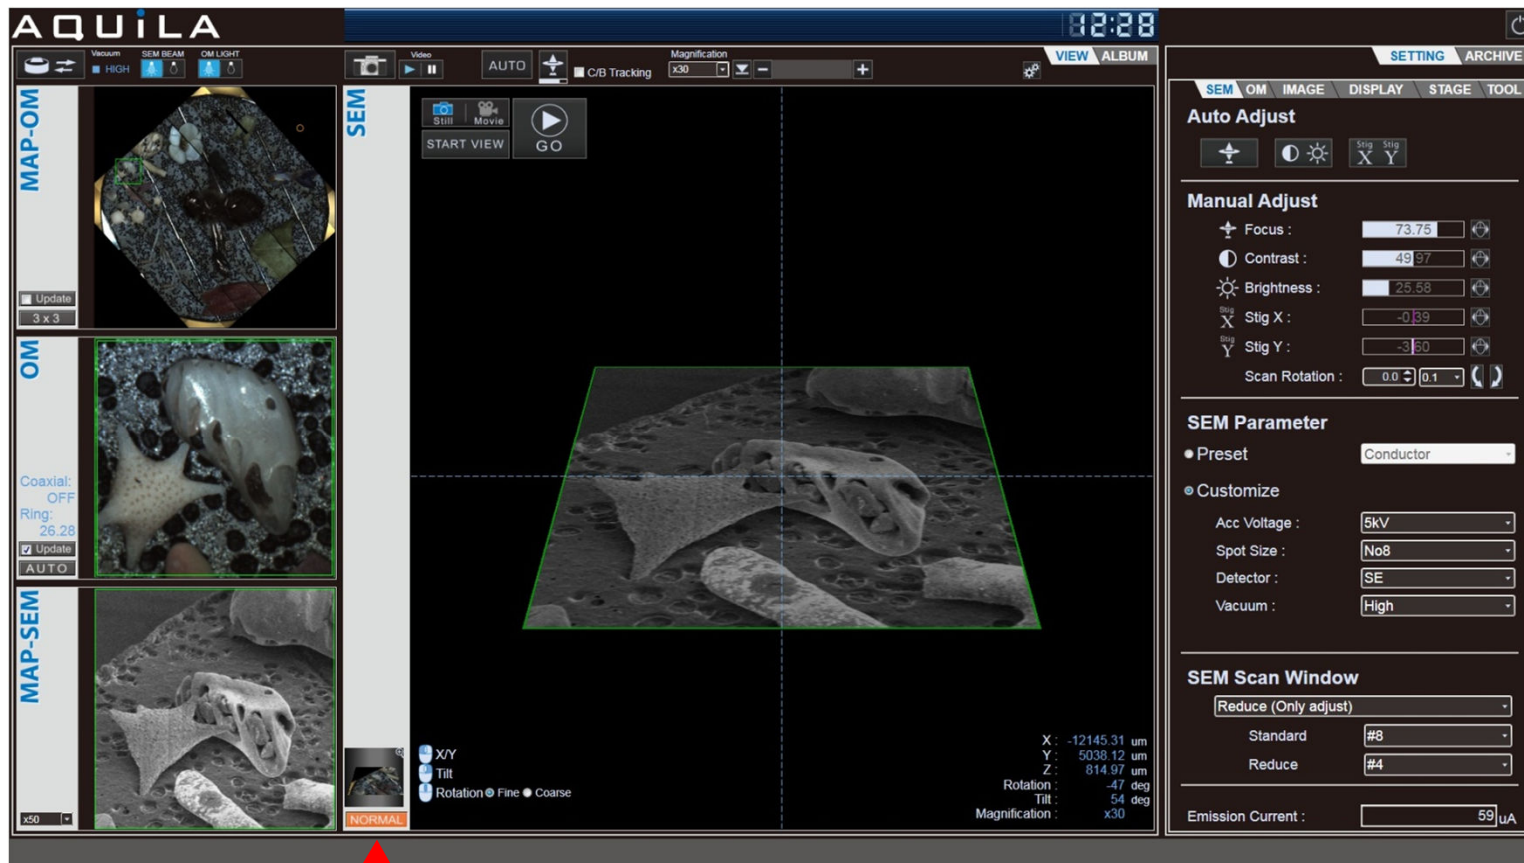 AQUiLA
12:28
Vacuum
HIGH
SEM BEAM
OM LIGHT
Video
AUTO
C/B Tracking
Magnification
x30
VIEW ALBUM
SETTING ARCHIVE
MAP-OM
Update
3 x 3
OM
Coaxial:
OFF
Ring:
26.28
Update
AUTO
MAP-SEM
x50
SEM
Still Movie
START VIEW
GO
NORMAL
X/Y
Tilt
Rotation Fine Coarse
X : -12145.31 um
Y : 5038.12 um
Z : 814.97 um
Rotation : -47 deg
Tilt : 54 deg
Magnification : x30
SEM OM IMAGE DISPLAY STAGE TOOL
Auto Adjust
Stig X Stig Y
Manual Adjust
Focus : 73.75
Contrast : 49.97
Brightness : 25.58
Stig X Stig X : -0.39
Stig Y Stig Y : -3.60
Scan Rotation : 0.0 0.1
SEM Parameter
Preset Conductor
Customize
Acc Voltage : 5kV
Spot Size : No8
Detector : SE
Vacuum : High
SEM Scan Window
Reduce (Only adjust)
Standard #8
Reduce #4
Emission Current : 59 uA